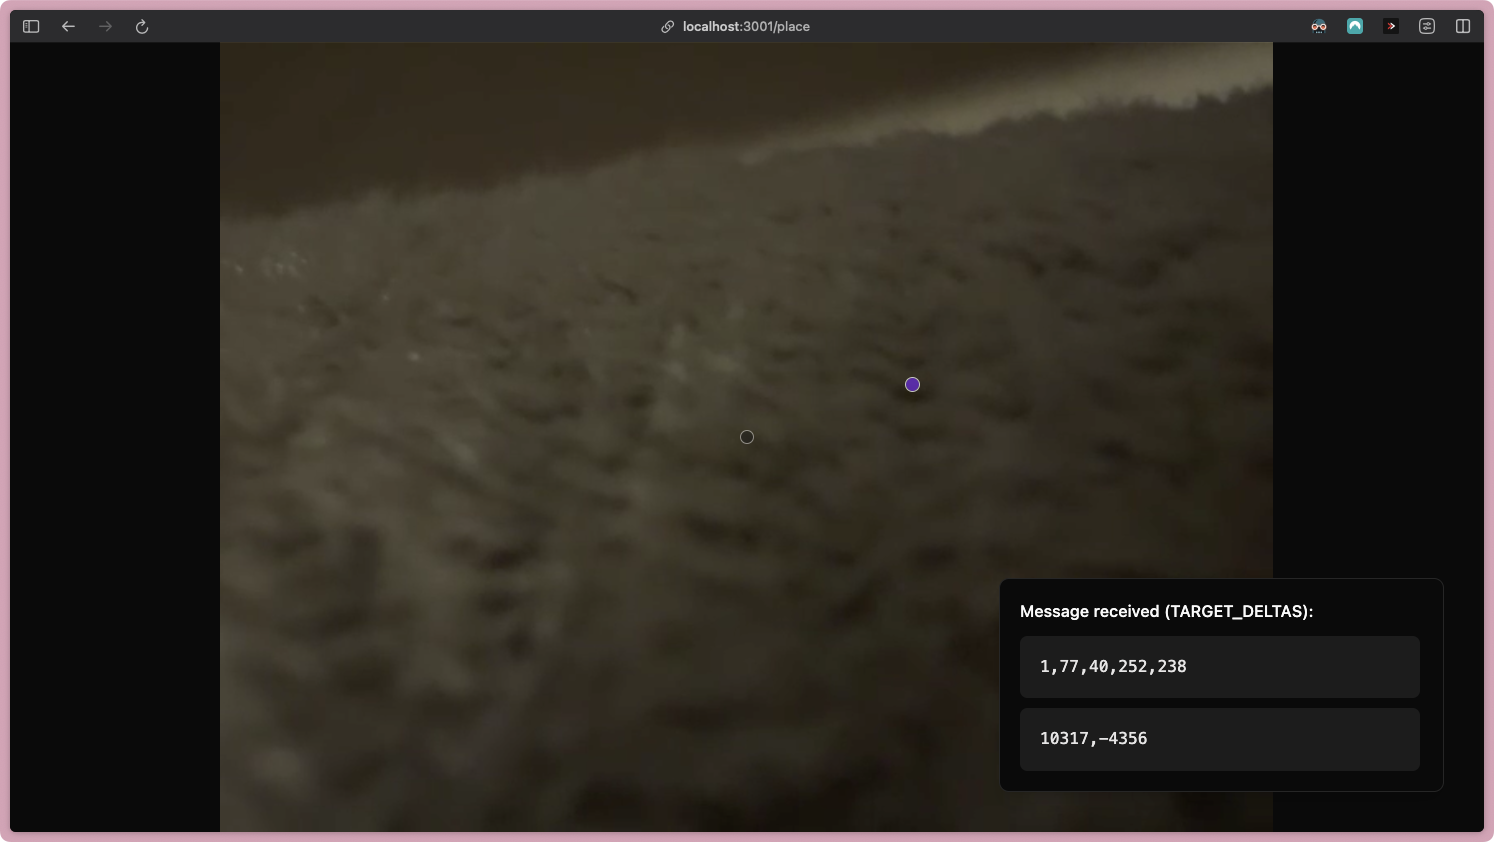 localhost:3001/place
Message received (TARGET_DELTAS):
1,77,40,252,238
10317,-4356